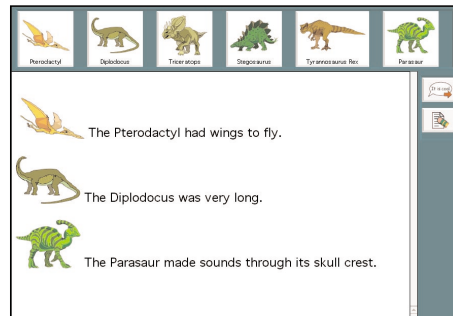 Pterodactyl Diplodocus Triceratops Stegosaurus Tyrannosaurus Rex Parasaur
The Pterodactyl had wings to fly.
The Diplodocus was very long.
The Parasaur made sounds through its skull crest.